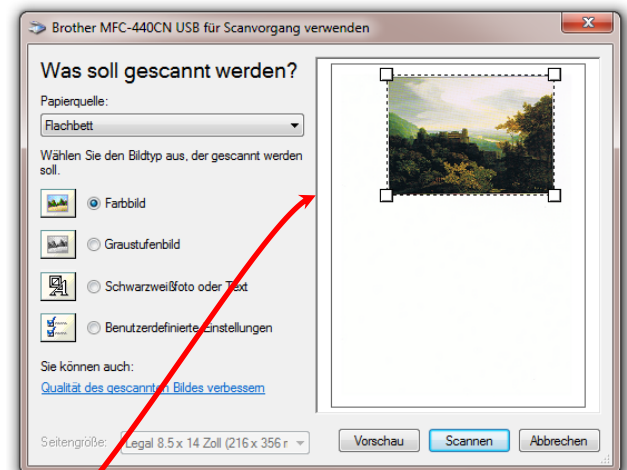 Brother MFC-440CN USB für Scanvorgang verwenden
Was soll gescannt werden?
Papierquelle:
Flachbett
Wählen Sie den Bildtyp aus, der gescannt werden
soll.
Farbbild
Graustufenbild
Schwarzweißfoto oder Text
Benutzerdefinierte Einstellungen
Sie können auch:
Qualität des gescannten Bildes verbessern
Seitengröße: Legal 8.5 x 14 Zoll (216 x 356 r
Vorschau Scannen Abbrechen